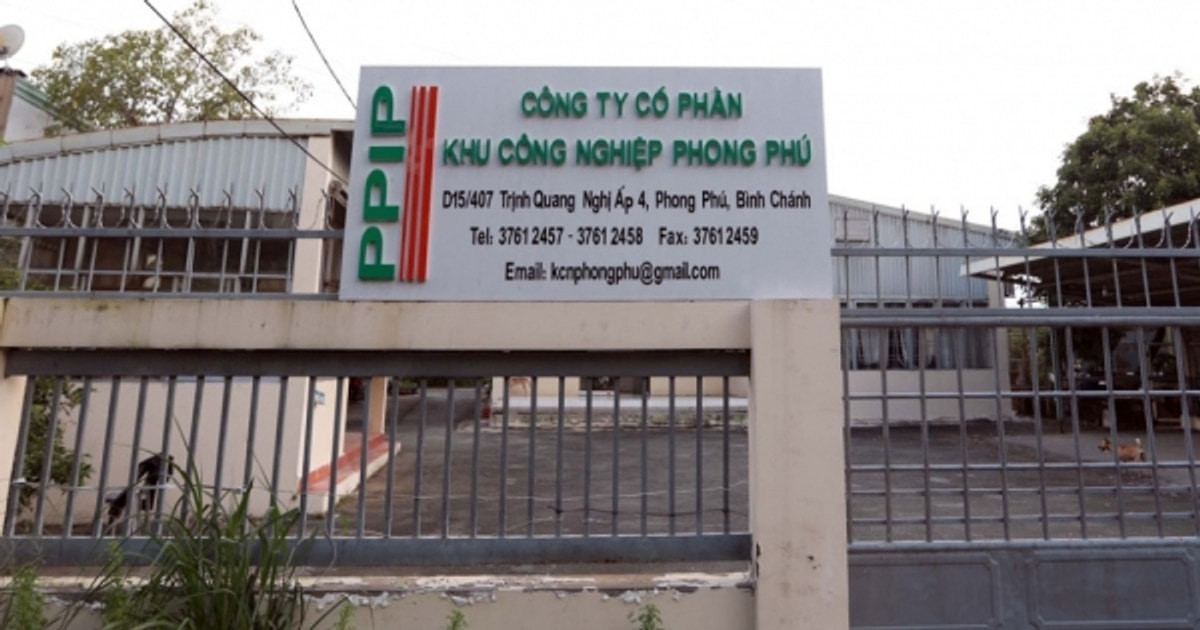 PPIP
CÔNG TY CỔ PHẦN
KHU CÔNG NGHIỆP PHONG PHÚ
D15/407 Trịnh Quang Nghị Ấp 4, Phong Phú, Bình Chánh
Tel: 3761 2457 - 3761 2458 Fax: 3761 2459
Email: kcnphongphu@gmail.com